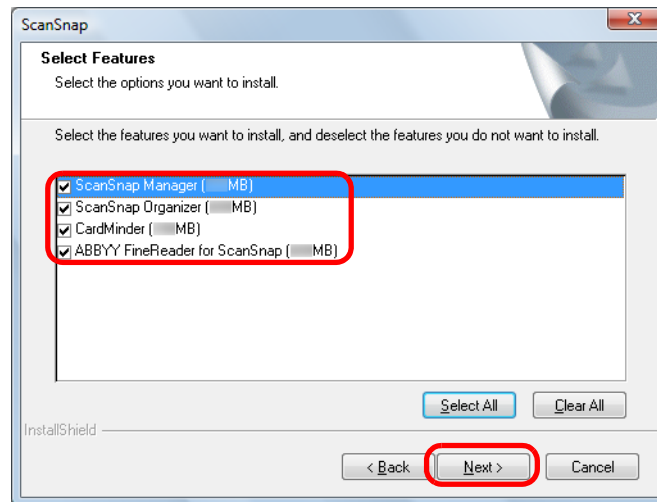 ScanSnap
Select Features
Select the options you want to install.
Select the features you want to install, and deselect the features you do not want to install.
ScanSnap Manager ( MB)
ScanSnap Organizer ( MB)
CardMinder ( MB)
ABBYY FineReader for ScanSnap ( MB)
Select All Clear All
InstallShield
< Back Next > Cancel